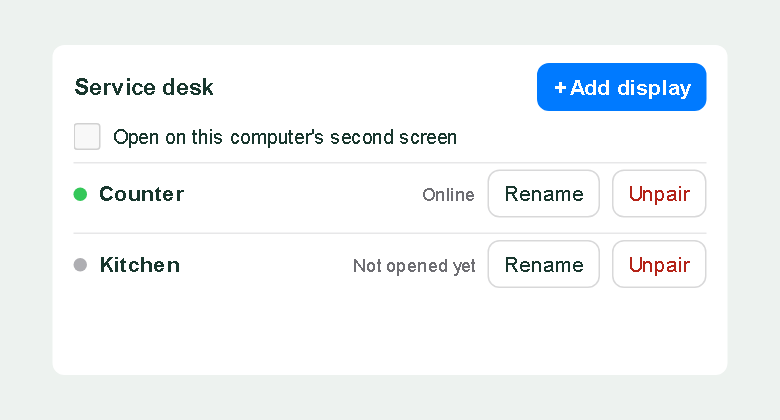 Service desk
+ Add display
Open on this computer's second screen
Counter
Online
Rename
Unpair
Kitchen
Not opened yet
Rename
Unpair